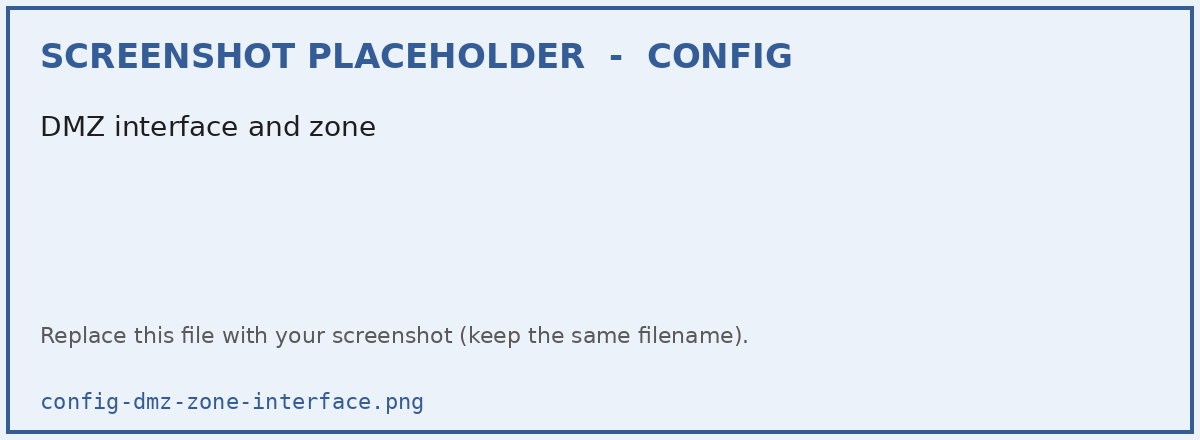 SCREENSHOT PLACEHOLDER - CONFIG
DMZ interface and zone
Replace this file with your screenshot (keep the same filename).
config-dmz-zone-interface.png